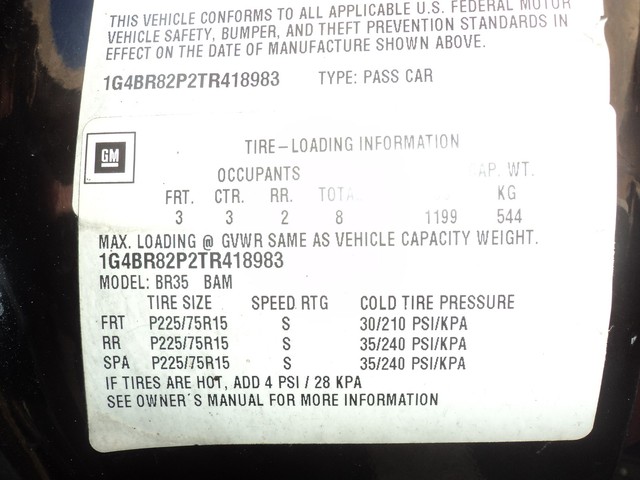 THIS VEHICLE CONFORMS TO ALL APPLICABLE U.S. FEDERAL MOTOR
VEHICLE SAFETY, BUMPER, AND THEFT PREVENTION STANDARDS IN
EFFECT ON THE DATE OF MANUFACTURE SHOWN ABOVE.
1G4BR82P2TR418983 TYPE: PASS CAR
GM
TIRE-LOADING INFORMATION
OCCUPANTS AP. WT.
FRT. CTR. RR. TOTA KG
3 3 2 8 1199 544
MAX. LOADING @ GVWR SAME AS VEHICLE CAPACITY WEIGHT.
1G4BR82P2TR418983
MODEL: BR35 BAM
TIRE SIZE SPEED RTG COLD TIRE PRESSURE
FRT P225/75R15 S 30/210 PSI/KPA
RR P225/75R15 S 35/240 PSI/KPA
SPA P225/75R15 S 35/240 PSI/KPA
IF TIRES ARE HOT, ADD 4 PSI / 28 KPA
SEE OWNER'S MANUAL FOR MORE INFORMATION